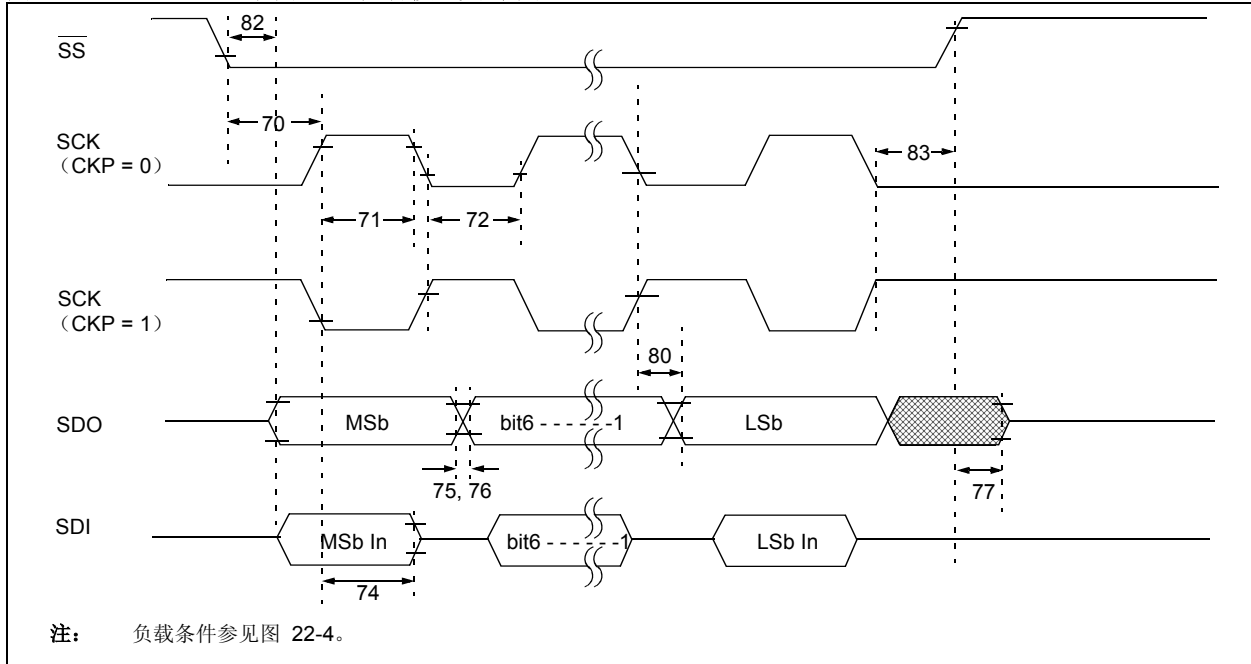 82
SS
70
SCK
（CKP = 0）
83
71
72
SCK
（CKP = 1）
80
SDO
MSb
bit6 - - - - - -1
LSb
75, 76
77
SDI
MSb In
bit6 - - - - - -1
LSb In
74
注： 负载条件参见图 22-4。